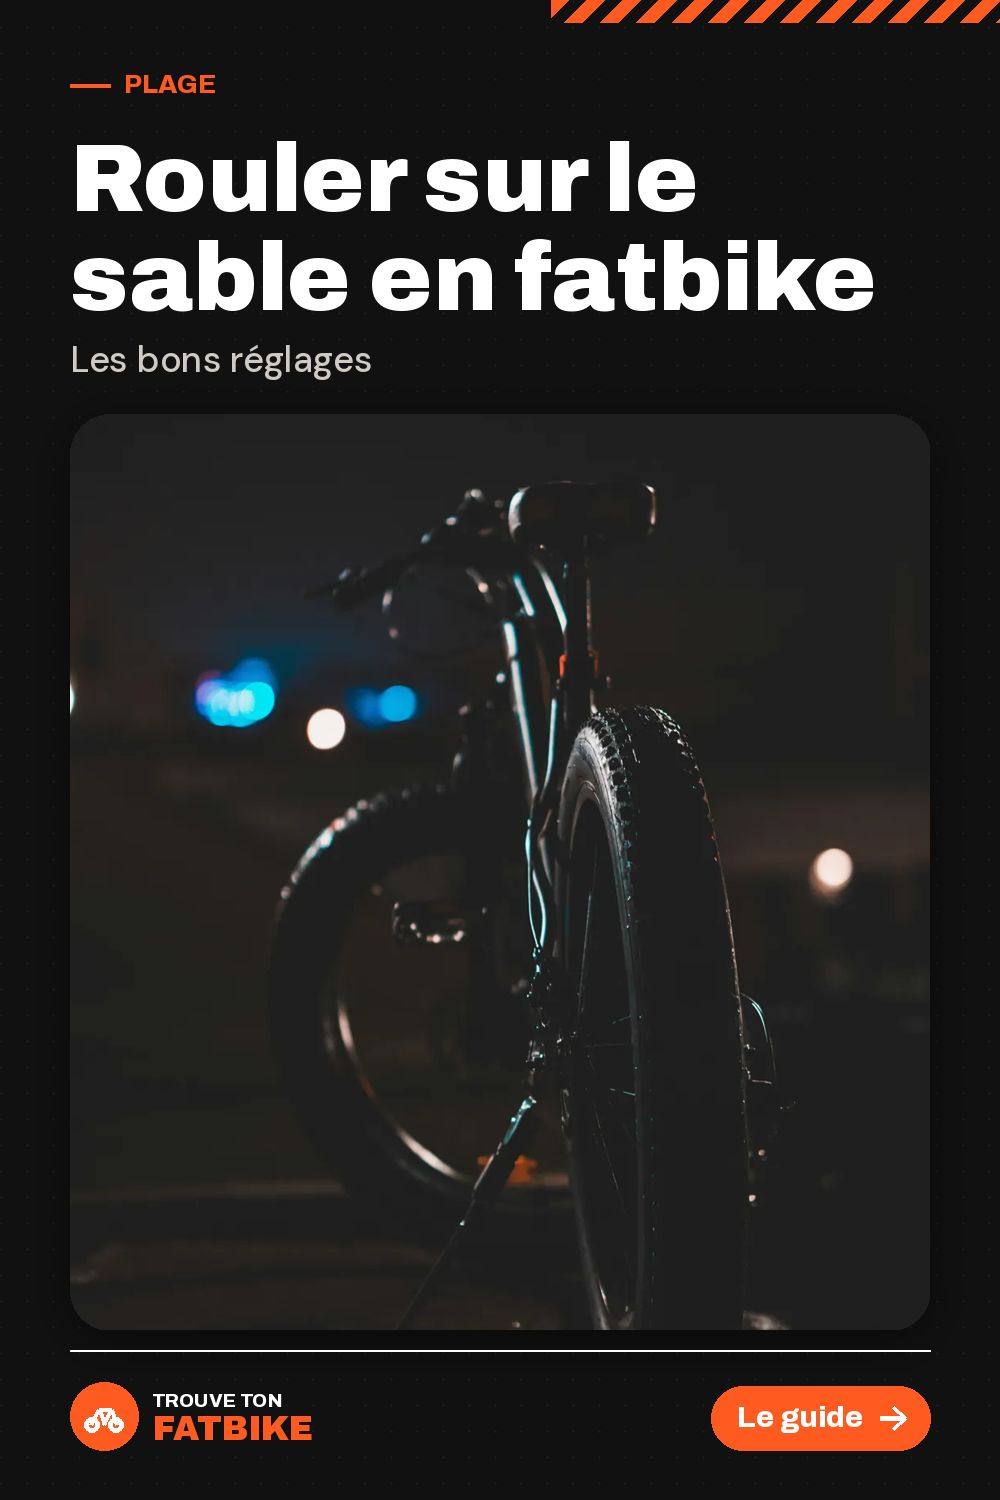 PLAGE
Rouler sur le
sable en fatbike
Les bons réglages
TROUVE TON
FATBIKE
Le guide